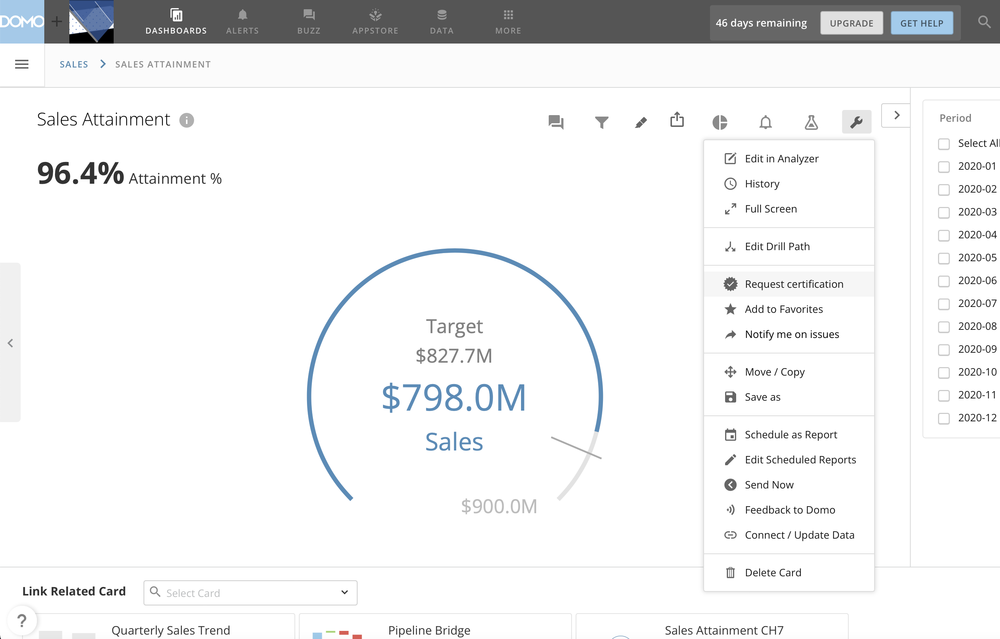 DOMO
DASHBOARDS
ALERTS
BUZZ
APPSTORE
DATA
MORE
46 days remaining
UPGRADE
GET HELP
SALES
SALES ATTAINMENT
Sales Attainment
96.4% Attainment %
Target
$827.7M
$798.0M
Sales
$900.0M
Edit in Analyzer
History
Full Screen
Edit Drill Path
Request certification
Add to Favorites
Notify me on issues
Move / Copy
Save as
Schedule as Report
Edit Scheduled Reports
Send Now
Feedback to Domo
Connect / Update Data
Delete Card
Period
Select All
2020-01
2020-02
2020-03
2020-04
2020-05
2020-06
2020-07
2020-08
2020-09
2020-10
2020-11
2020-12
Link Related Card
Select Card
?
Quarterly Sales Trend
Pipeline Bridge
Sales Attainment CH7